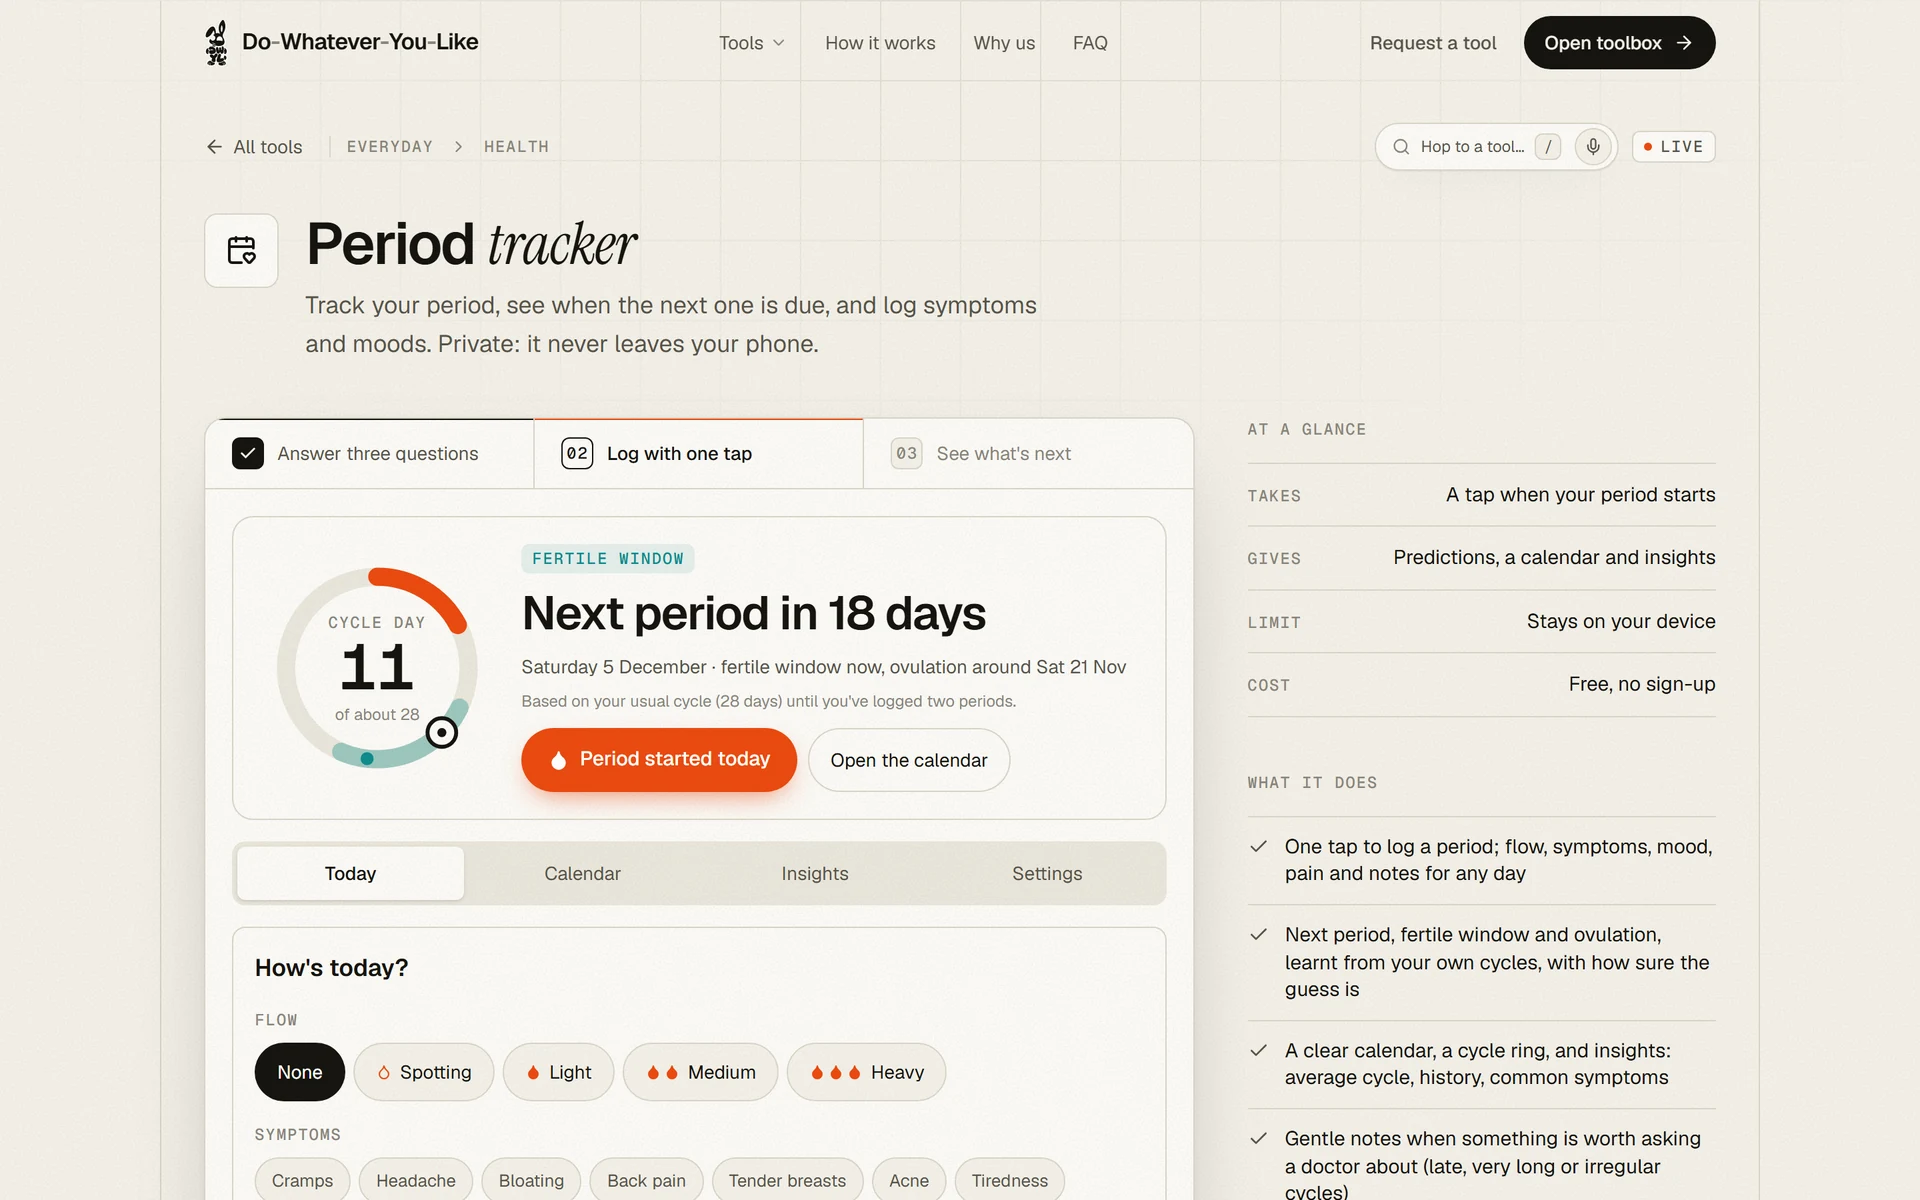 Do-Whatever-You-Like
Tools
How it works
Why us
FAQ
Request a tool
Open toolbox
All tools
EVERYDAY
HEALTH
Hop to a tool...
/
LIVE
Period tracker
Track your period, see when the next one is due, and log symptoms
and moods. Private: it never leaves your phone.
Answer three questions
02 Log with one tap
03 See what's next
CYCLE DAY
11
of about 28
FERTILE WINDOW
Next period in 18 days
Saturday 5 December · fertile window now, ovulation around Sat 21 Nov
Based on your usual cycle (28 days) until you've logged two periods.
Period started today
Open the calendar
Today
Calendar
Insights
Settings
How's today?
FLOW
None
Spotting
Light
Medium
Heavy
SYMPTOMS
Cramps
Headache
Bloating
Back pain
Tender breasts
Acne
Tiredness
AT A GLANCE
TAKES A tap when your period starts
GIVES Predictions, a calendar and insights
LIMIT Stays on your device
COST Free, no sign-up
WHAT IT DOES
One tap to log a period; flow, symptoms, mood,
pain and notes for any day
Next period, fertile window and ovulation,
learnt from your own cycles, with how sure the
guess is
A clear calendar, a cycle ring, and insights:
average cycle, history, common symptoms
Gentle notes when something is worth asking
a doctor about (late, very long or irregular
cycles)